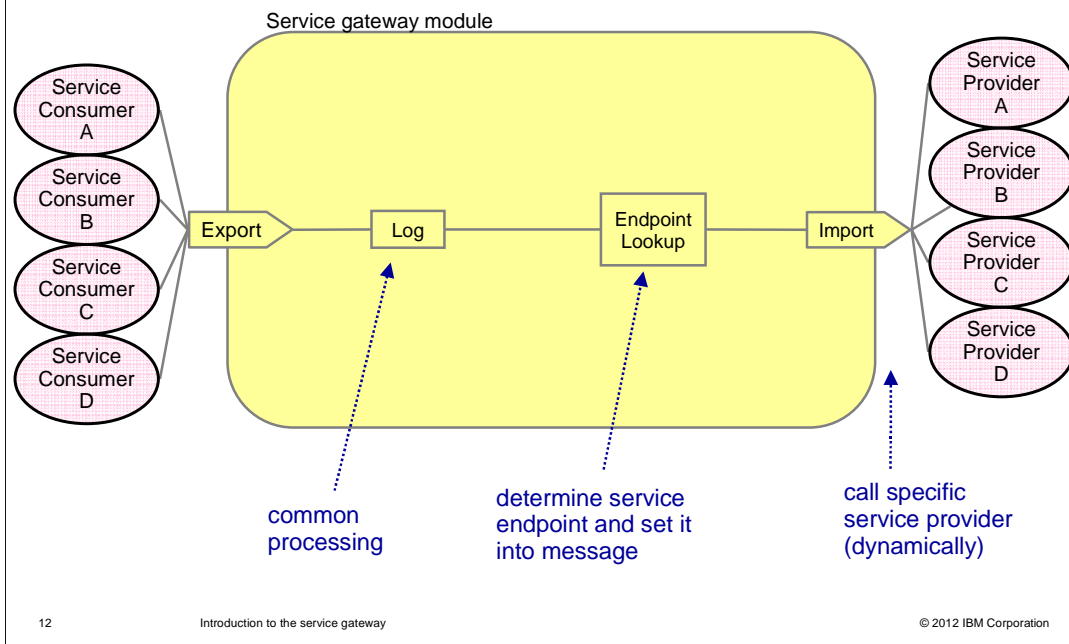 Service gateway module
Service
Consumer
A
Service
Consumer
B
Service
Consumer
C
Service
Consumer
D
Export
Log
Endpoint
Lookup
Import
Service
Provider
A
Service
Provider
B
Service
Provider
C
Service
Provider
D
common
processing
determine service
endpoint and set it
into message
call specific
service provider
(dynamically)
12
Introduction to the service gateway
© 2012 IBM Corporation